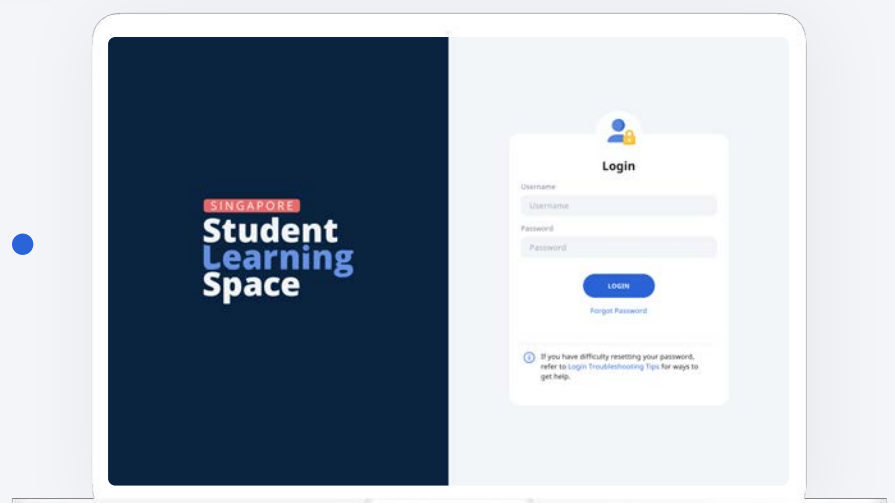 SINGAPORE
Student
Learning
Space
Login
Username
Username
Password
Password
LOGIN
Forgot Password
If you have difficulty resetting your password,
refer to Login Troubleshooting Tips for ways to
get help.